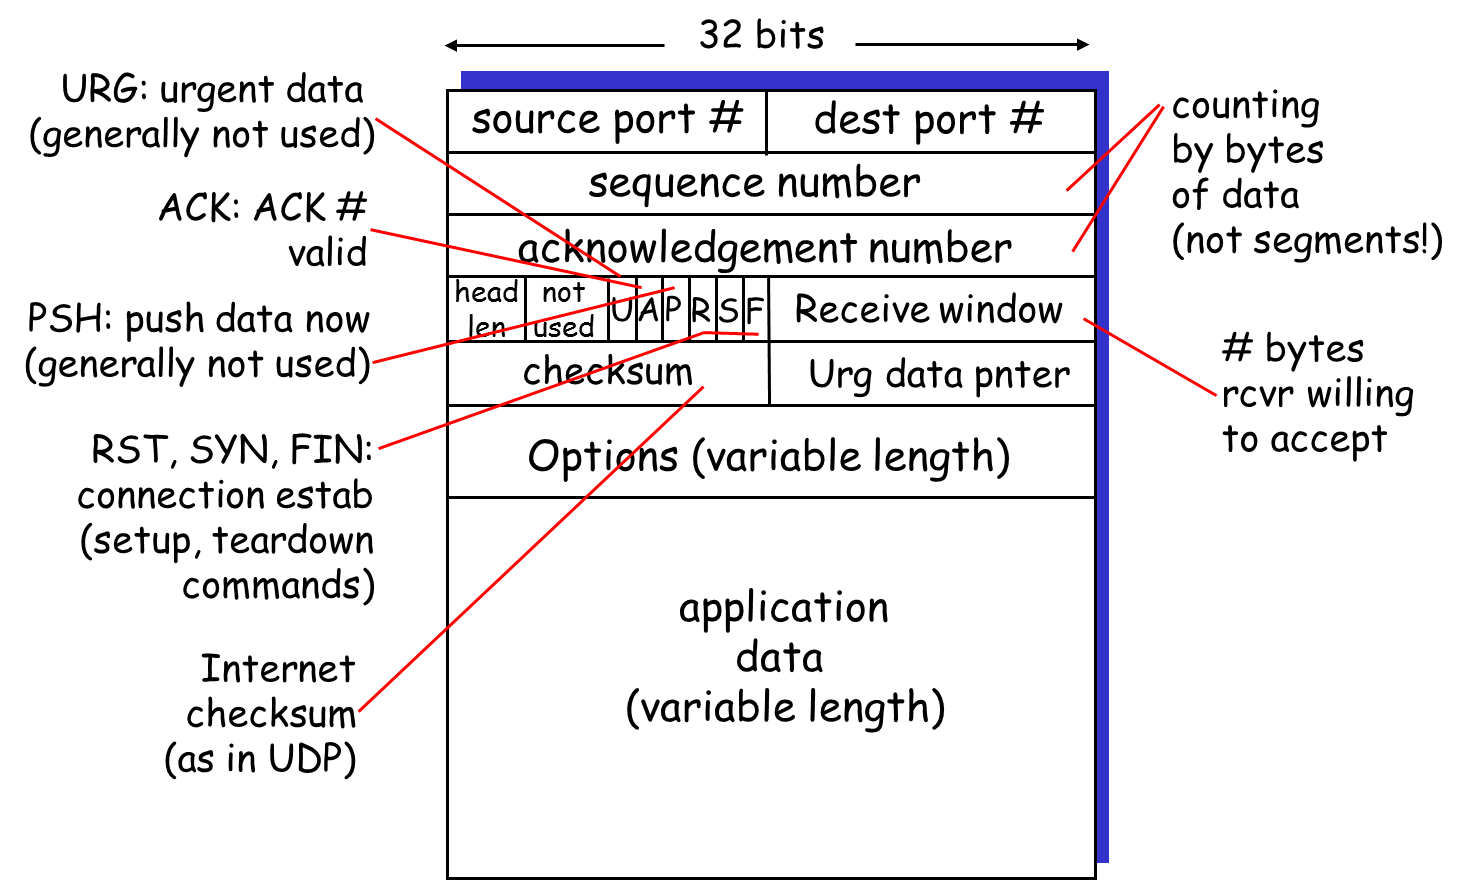 32 bits
URG: urgent data
(generally not used)
ACK: ACK #
valid
PSH: push data now
(generally not used)
RST, SYN, FIN:
connection estab
(setup, teardown
commands)
Internet
checksum
(as in UDP)
source port #
dest port #
sequence number
acknowledgement number
head
len
not
used
U A P R S F
Receive window
checksum
Urg data pnter
Options (variable length)
application
data
(variable length)
counting
by bytes
of data
(not segments!)
# bytes
rcvr willing
to accept